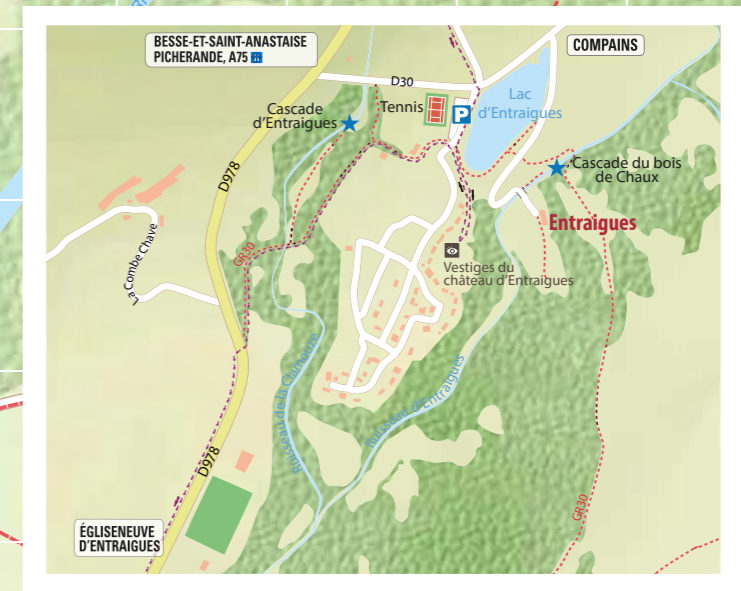 BESSE-ET-SAINT-ANASTAISE
PICHERANDE, A75
COMPAINS
D30
Lac
d'Entraigues
Cascade
d'Entraigues
Tennis
P
D978
Cascade du bois
de Chaux
La Combe Chave
Entraigues
GR30
Vestiges du
château d'Entraigues
Ruisseau de la Clamouze
Ruisseau d'Entraigues
D978
GR30
ÉGLISENEUVE
D'ENTRAIGUES